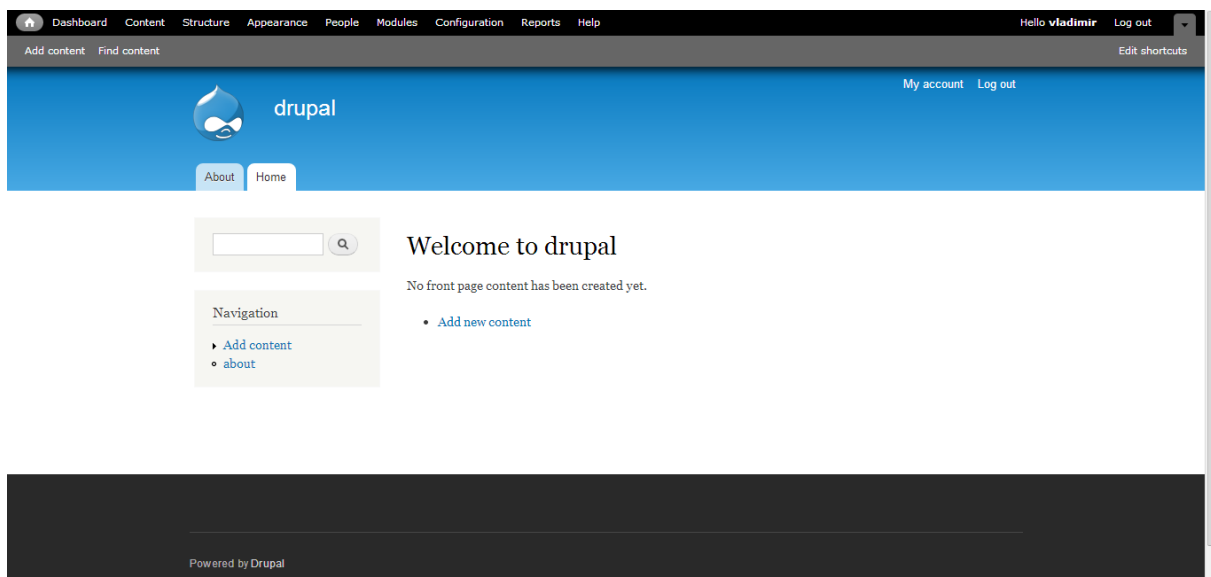 Dashboard Content Structure Appearance People Modules Configuration Reports Help Hello vladimir Log out
Add content Find content Edit shortcuts
My account Log out
drupal
About Home
Welcome to drupal
No front page content has been created yet.
Add new content
Navigation
Add content
about
Powered by Drupal